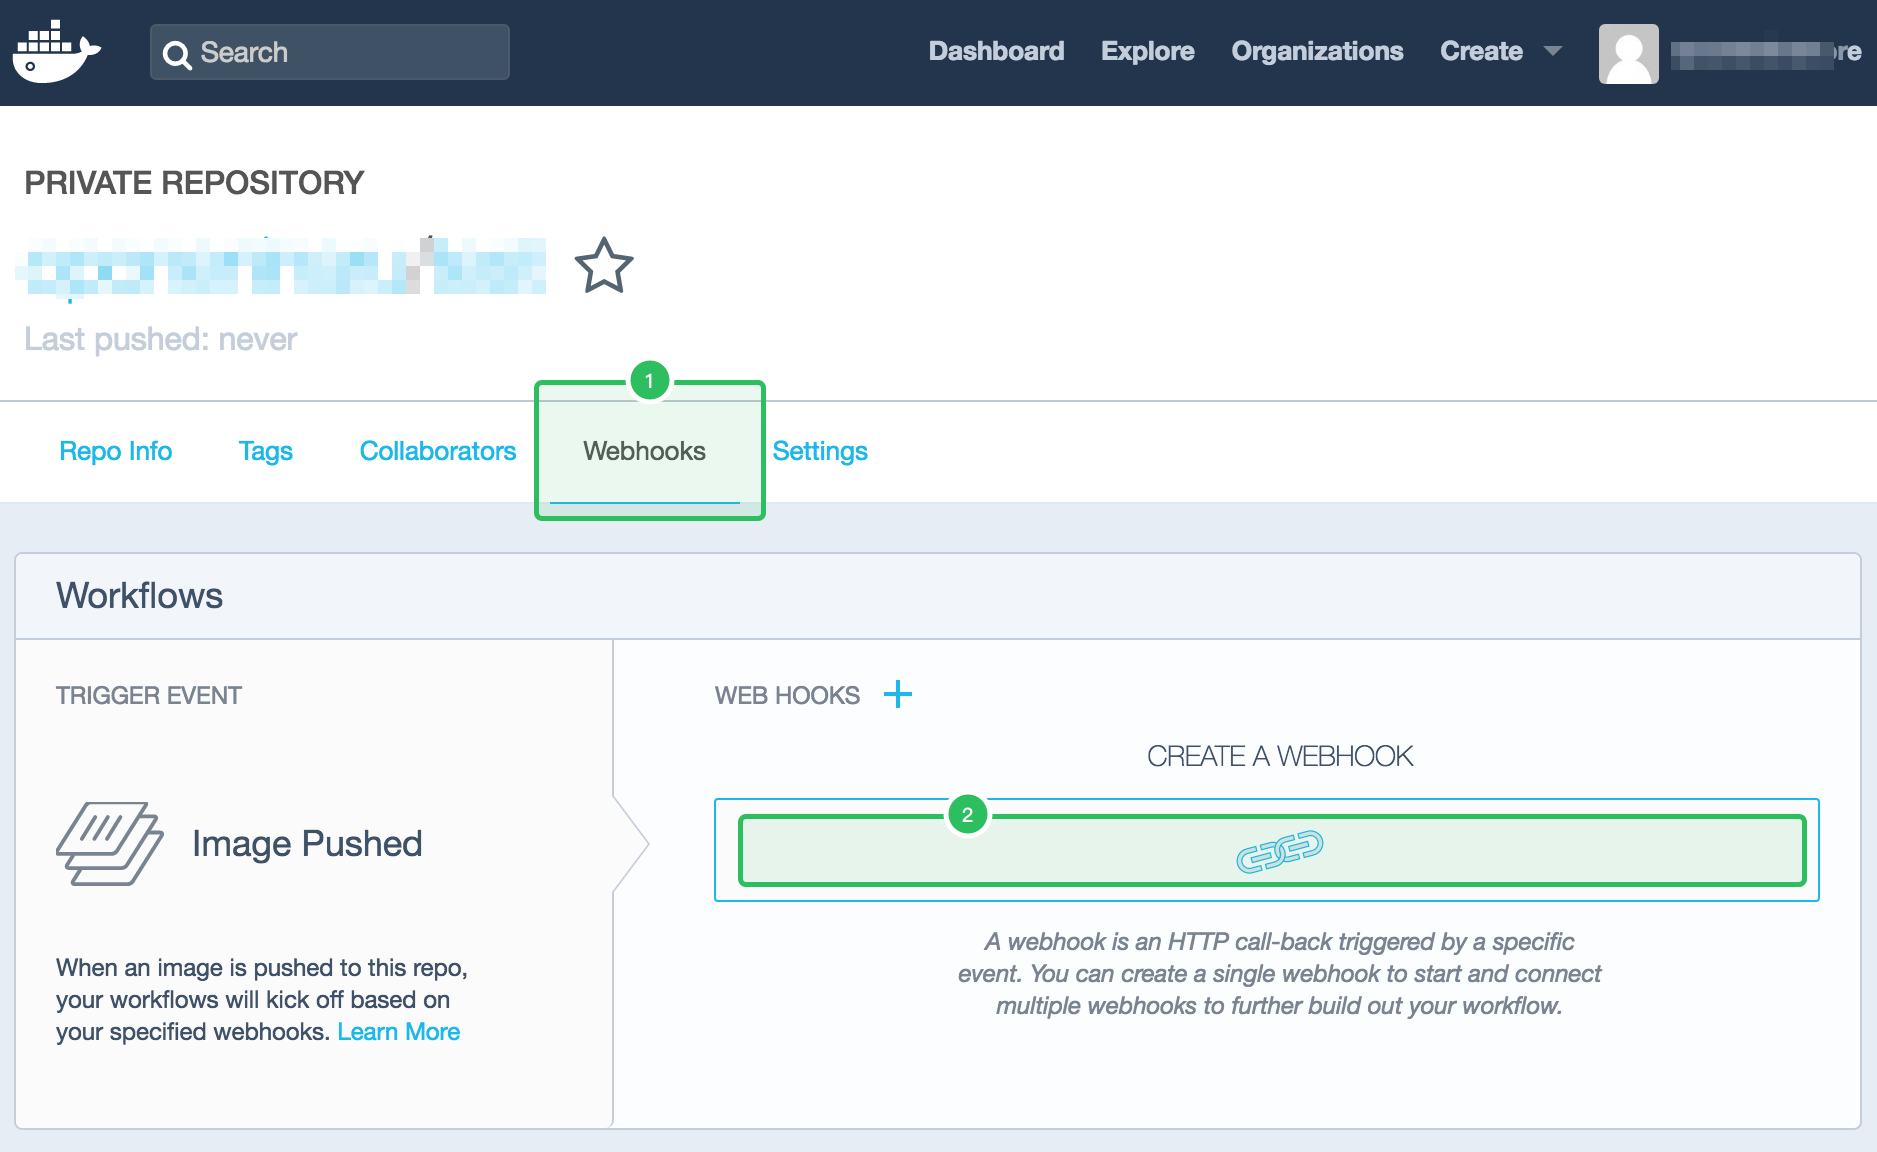 Search
Dashboard Explore Organizations Create
PRIVATE REPOSITORY
Last pushed: never
1
Repo Info Tags Collaborators Webhooks Settings
Workflows
TRIGGER EVENT
WEB HOOKS +
CREATE A WEBHOOK
2
Image Pushed
A webhook is an HTTP call-back triggered by a specific
event. You can create a single webhook to start and connect
multiple webhooks to further build out your workflow.
When an image is pushed to this repo,
your workflows will kick off based on
your specified webhooks. Learn More